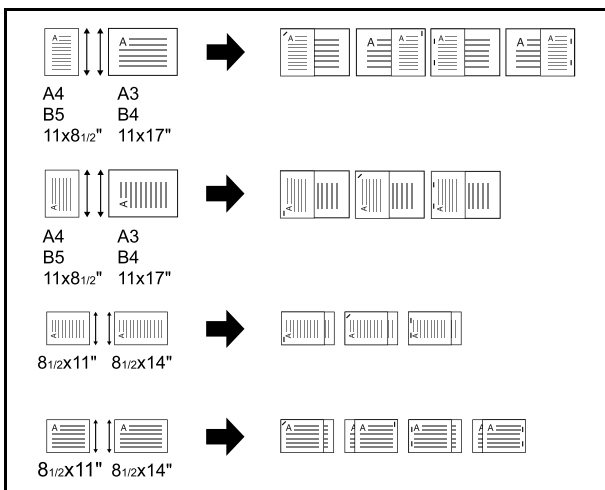 A A A A A A
A4 A3
B5 B4
11x81/2" 11x17"
A A A A A
A4 A3
B5 B4
11x81/2" 11x17"
A A A A A
81/2x11" 81/2x14"
A A A A A A A A
81/2x11" 81/2x14"